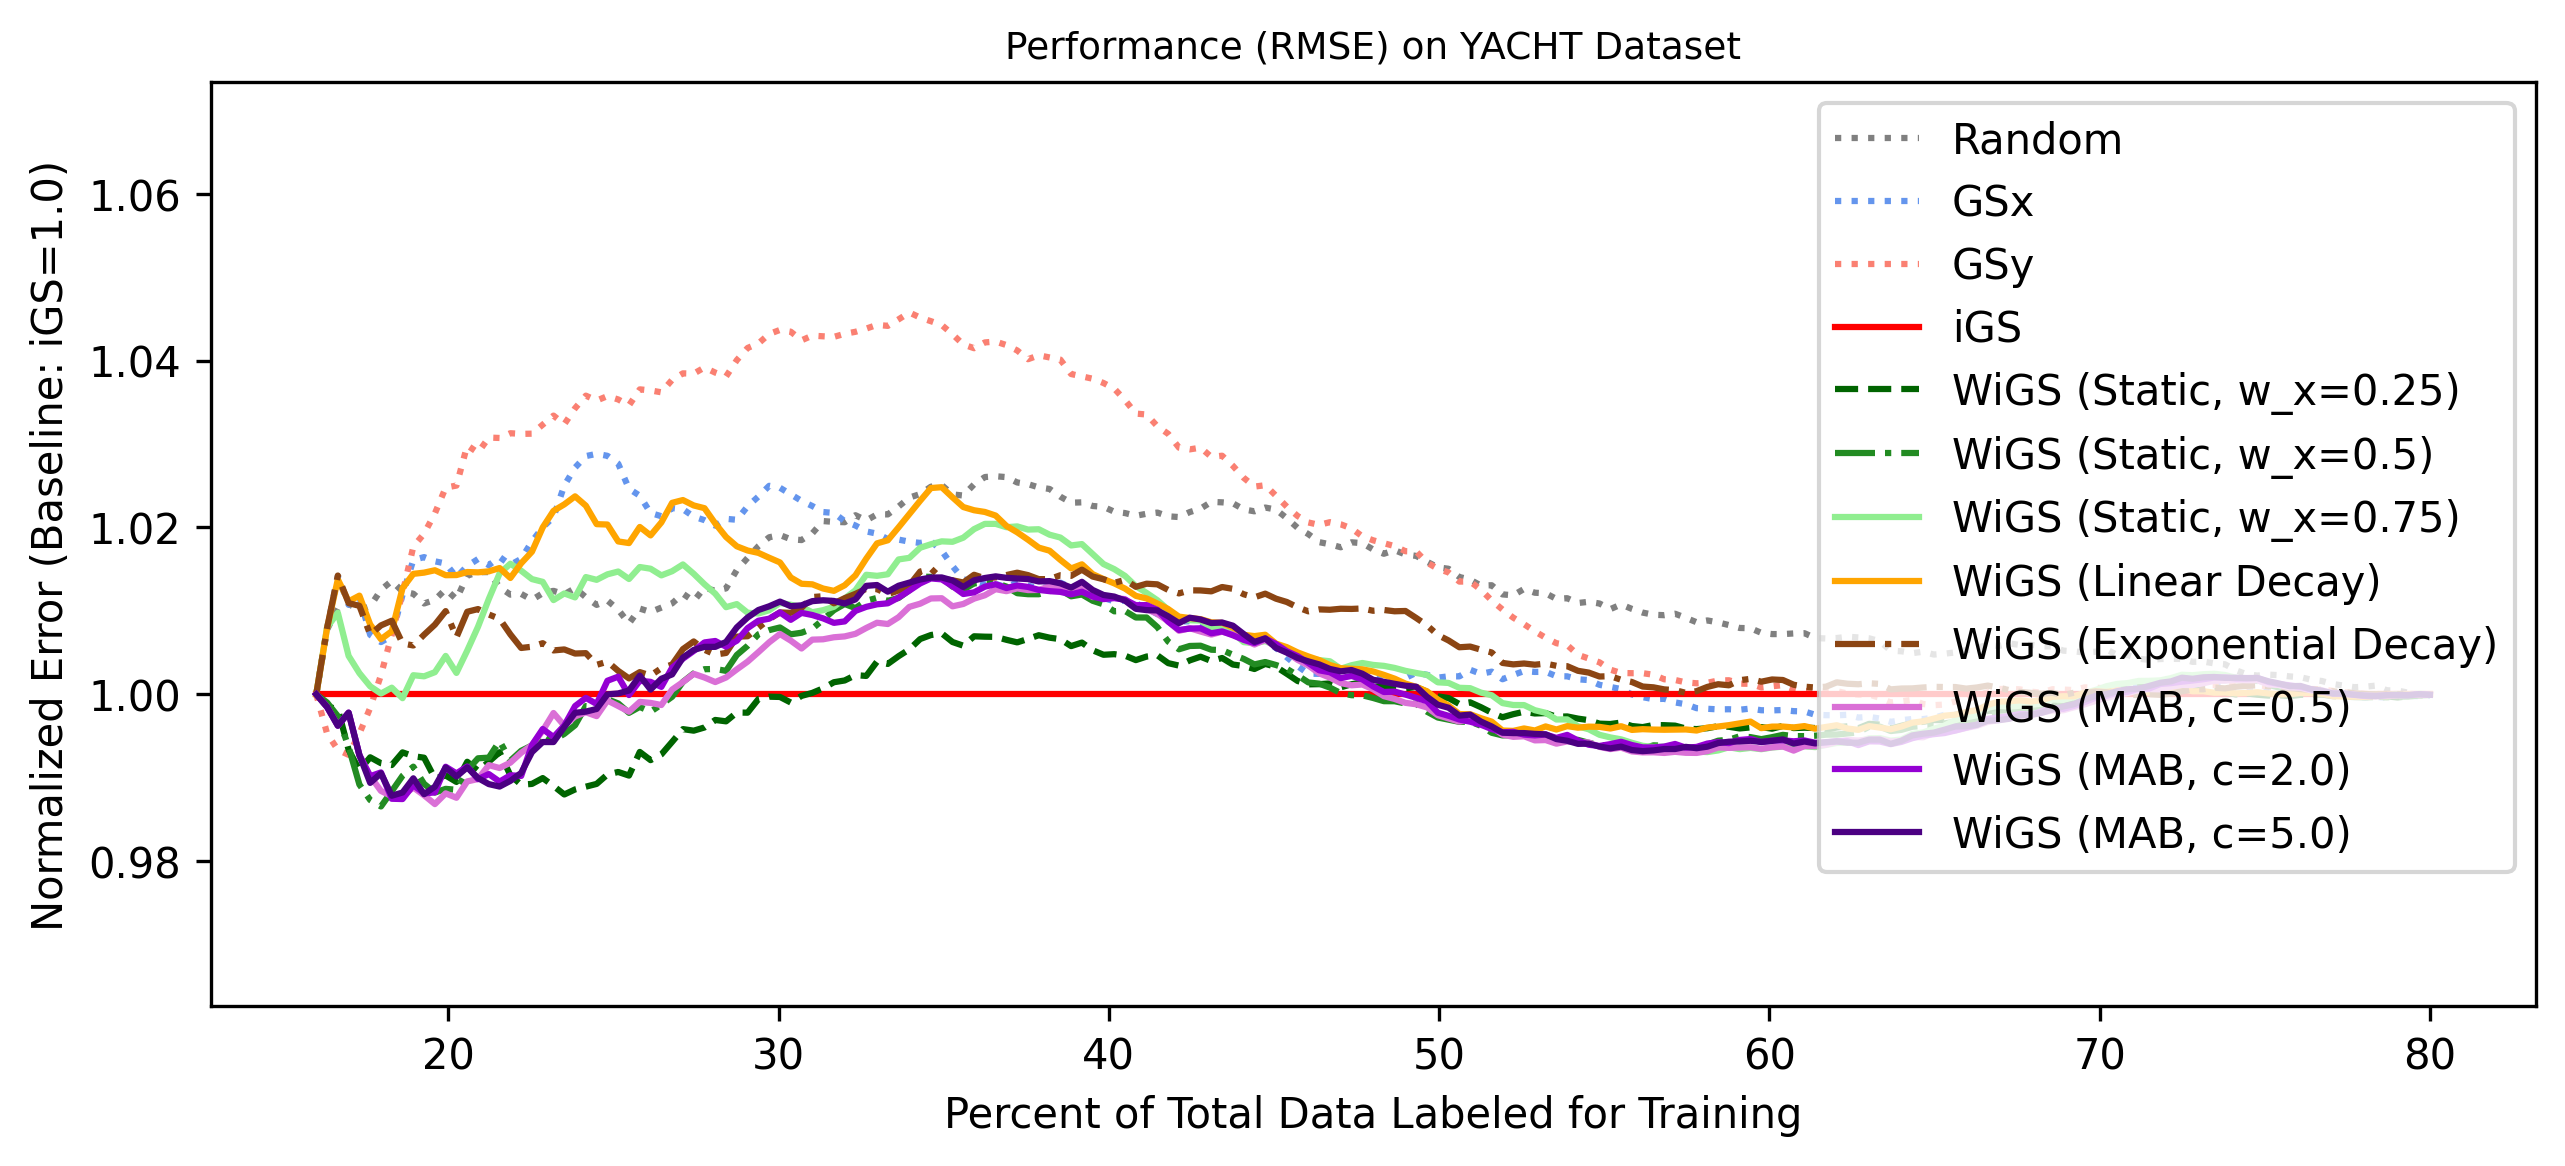 Performance (RMSE) on YACHT Dataset
Normalized Error (Baseline: iGS=1.0)
1.06
1.04
1.02
1.00
0.98
Random
GSx
GSy
iGS
WiGS (Static, w_x=0.25)
WiGS (Static, w_x=0.5)
WiGS (Static, w_x=0.75)
WiGS (Linear Decay)
WiGS (Exponential Decay)
WiGS (MAB, c=0.5)
WiGS (MAB, c=2.0)
WiGS (MAB, c=5.0)
20 30 40 50 60 70 80
Percent of Total Data Labeled for Training